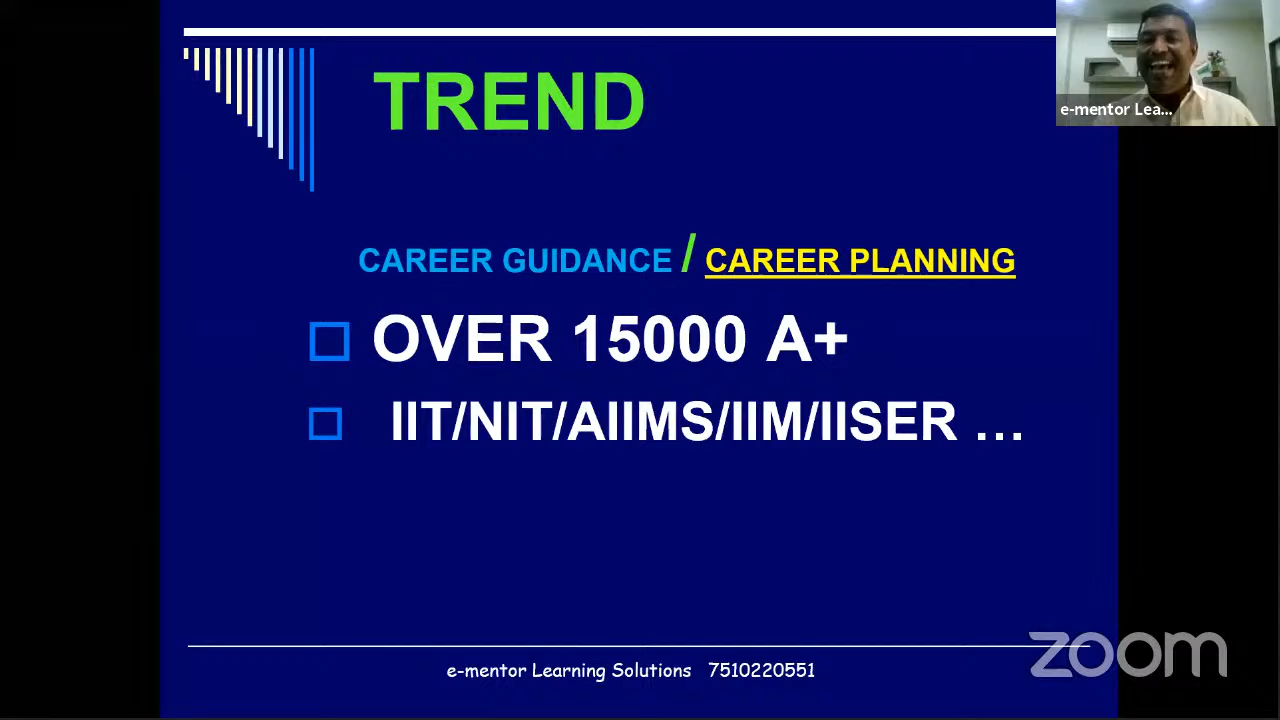 TREND
e-mentor Lea...
CAREER GUIDANCE / CAREER PLANNING
OVER 15000 A+
IIT/NIT/AIIMS/IIM/IISER …
zoom
e-mentor Learning Solutions 7510220551